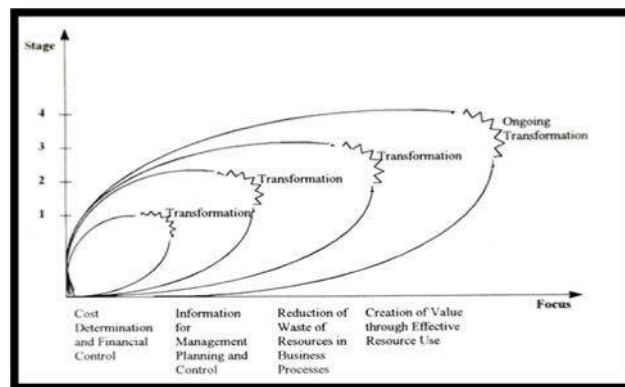 Stage
4
3
2
1
Ongoing
Transformation
Transformation
Transformation
Transformation
Focus
Cost
Determination
and Financial
Control
Information
for
Management
Planning and
Control
Reduction of
Waste of
Resources in
Business
Processes
Creation of Value
through Effective
Resource Use